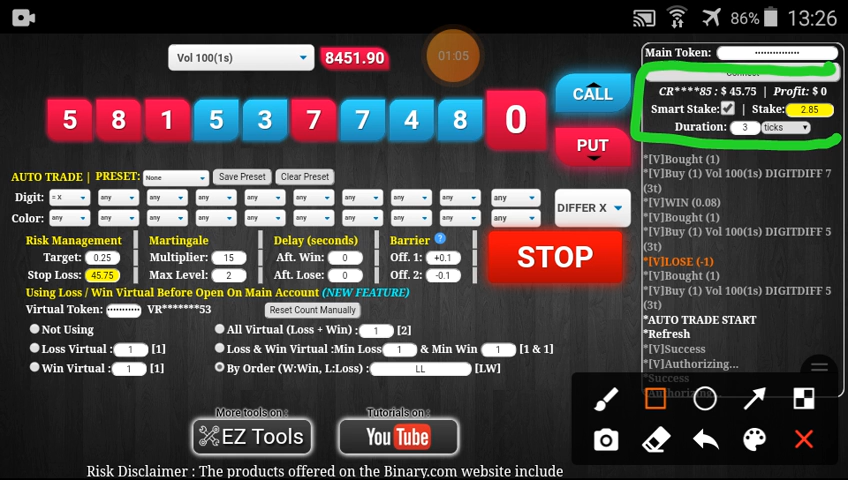 86% 13:26
Vol 100(1s) 8451.90 01:05
Main Token:
CR****85 : $ 45.75 | Profit: $ 0
Smart Stake: | Stake: 2.85
Duration: 3 ticks
5 8 1 5 3 7 7 4 8 0
CALL
PUT
AUTO TRADE | PRESET: None Save Preset Clear Preset
Digit: = X any any any any any any any any any
Color: any any any any any any any any any any
DIFFER X
Risk Management
Target: 0.25
Stop Loss: 45.75
Martingale
Multiplier: 15
Max Level: 2
Delay (seconds)
Aft. Win: 0
Aft. Lose: 0
Barrier ?
Off. 1: +0.1
Off. 2: -0.1
STOP
Using Loss / Win Virtual Before Open On Main Account (NEW FEATURE)
Virtual Token: VR*******53 Reset Count Manually
Not Using
All Virtual (Loss + Win) : 1 [2]
Loss Virtual : 1 [1]
Loss & Win Virtual :Min Loss 1 & Min Win 1 [1 & 1]
Win Virtual : 1 [1]
By Order (W:Win, L:Loss) : LL [LW]
*[V]Bought (1)
*[V]Buy (1) Vol 100(1s) DIGITDIFF 7
(3t)
*[V]WIN (0.08)
*[V]Bought (1)
*[V]Buy (1) Vol 100(1s) DIGITDIFF 5
(3t)
*[V]LOSE (-1)
*[V]Bought (1)
*[V]Buy (1) Vol 100(1s) DIGITDIFF 5
(3t)
*AUTO TRADE START
*Refresh
*[V]Success
*[V]Authorizing...
*Success
More tools on :
EZ Tools
Tutorials on :
YouTube
Risk Disclaimer : The products offered on the Binary.com website include